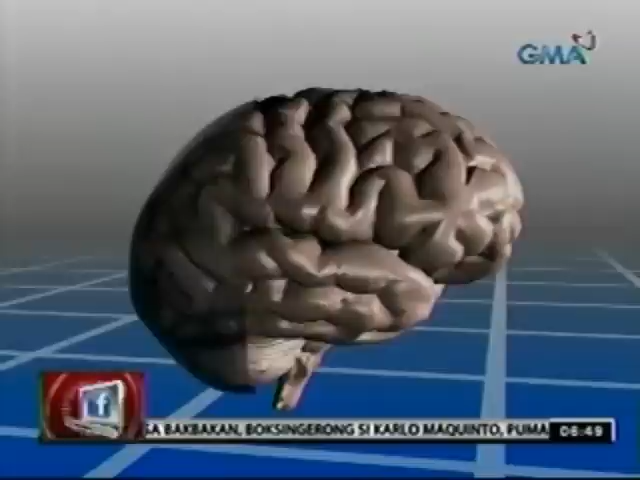 GMA
f
SA BAKBAKAN, BOKSINGERONG SI KARLO MAQUINTO, PUMA
06:49